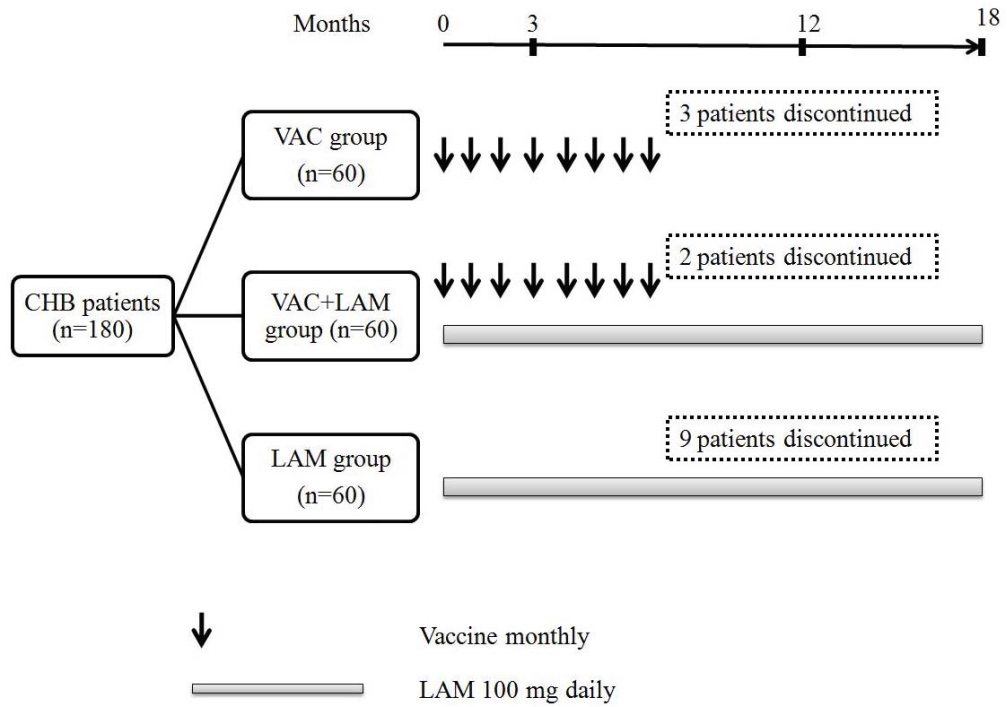 Months
0
3
12
18
VAC group
(n=60)
3 patients discontinued
CHB patients
(n=180)
VAC+LAM
group (n=60)
2 patients discontinued
LAM group
(n=60)
9 patients discontinued
Vaccine monthly
LAM 100 mg daily